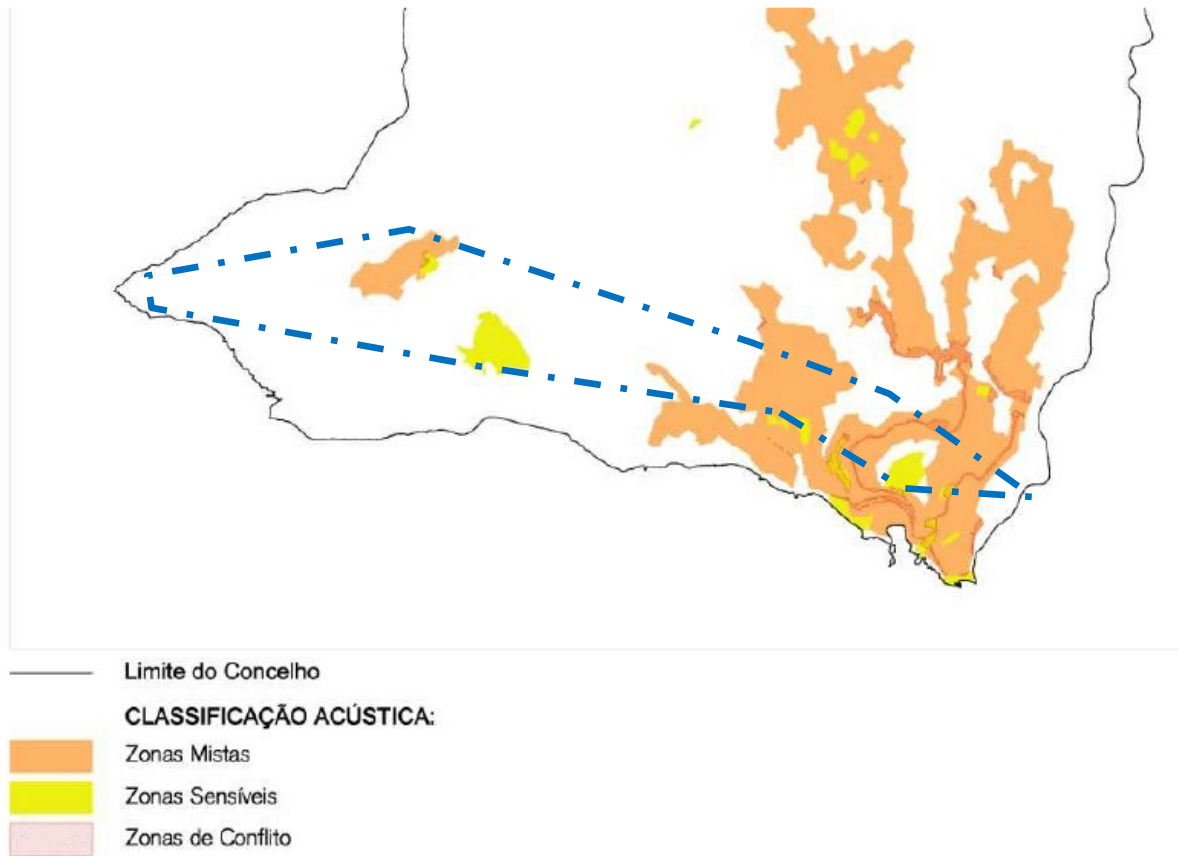 Limite do Concelho
CLASSIFICAÇÃO ACÚSTICA:
Zonas Mistas
Zonas Sensíveis
Zonas de Conflito